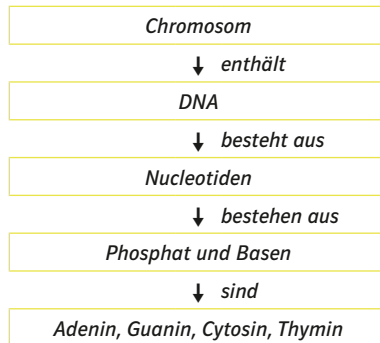 Chromosom
enthält
DNA
besteht aus
Nucleotiden
bestehen aus
Phosphat und Basen
sind
Adenin, Guanin, Cytosin, Thymin